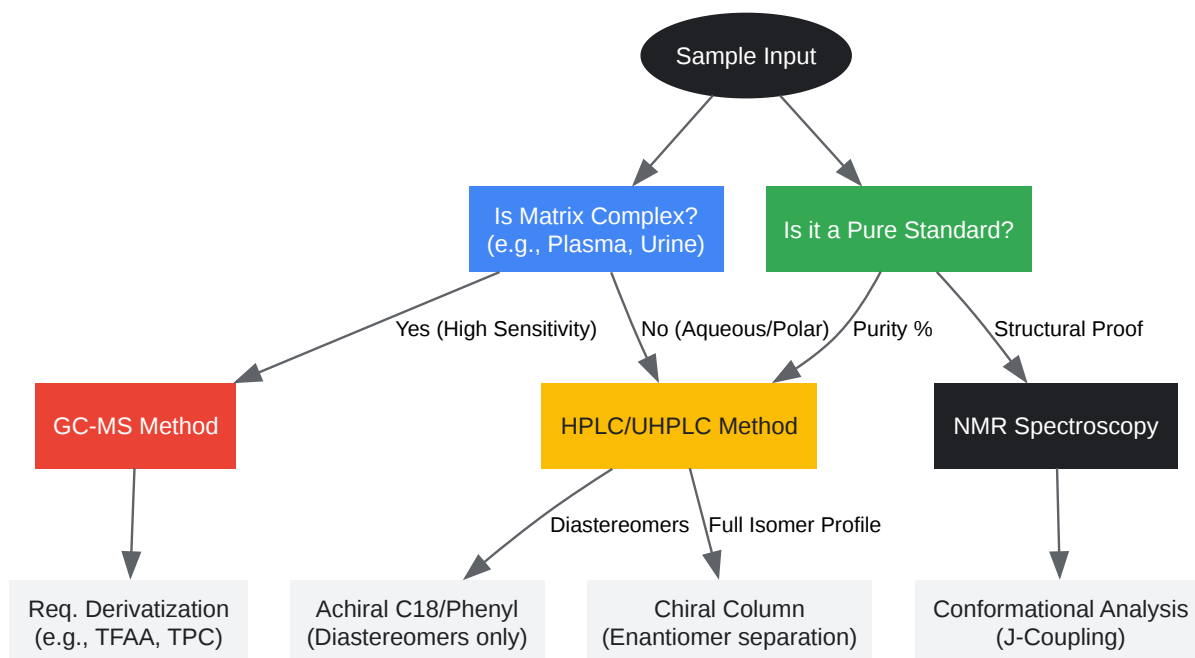 Sample Input
Is Matrix Complex?
(e.g., Plasma, Urine)
Is it a Pure Standard?
Yes (High Sensitivity)
No (Aqueous/Polar)
Purity %
Structural Proof
GC-MS Method
HPLC/UHPLC Method
NMR Spectroscopy
Diastereomers
Full Isomer Profile
Req. Derivatization
(e.g., TFAA, TPC)
Achiral C18/Phenyl
(Diastereomers only)
Chiral Column
(Enantiomer separation)
Conformational Analysis
(J-Coupling)